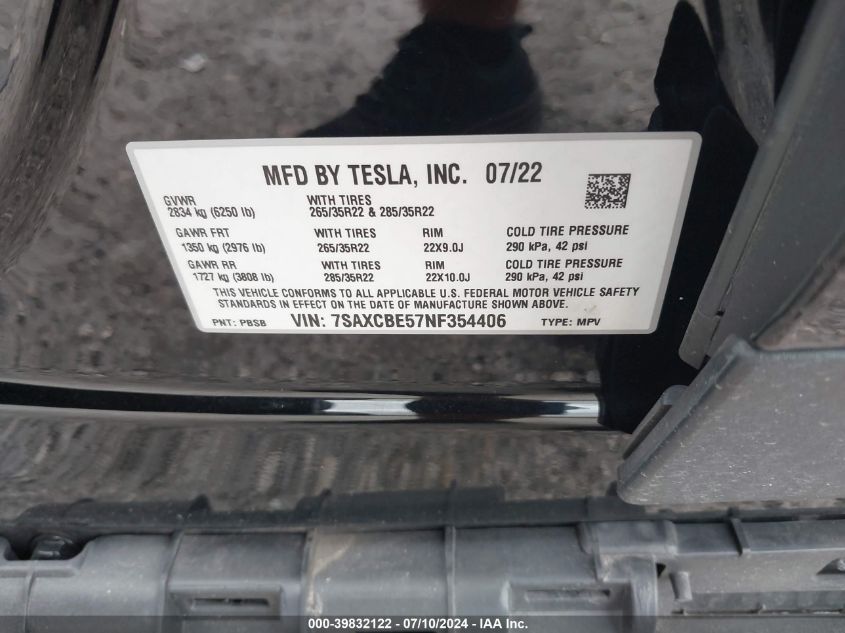 MFD BY TESLA, INC. 07/22
GVWR WITH TIRES
2834 kg (6250 lb) 265/35R22 & 285/35R22
GAWR FRT WITH TIRES RIM COLD TIRE PRESSURE
1350 kg (2976 lb) 265/35R22 22X9.0J 290 kPa, 42 psi
GAWR RR WITH TIRES RIM COLD TIRE PRESSURE
1727 kg (3808 lb) 285/35R22 22X10.0J 290 kPa, 42 psi
THIS VEHICLE CONFORMS TO ALL APPLICABLE U.S. FEDERAL MOTOR VEHICLE SAFETY
STANDARDS IN EFFECT ON THE DATE OF MANUFACTURE SHOWN ABOVE.
PNT: PBSB VIN: 7SAXCBE57NF354406 TYPE: MPV
000-39832122 - 07/10/2024 - IAA Inc.